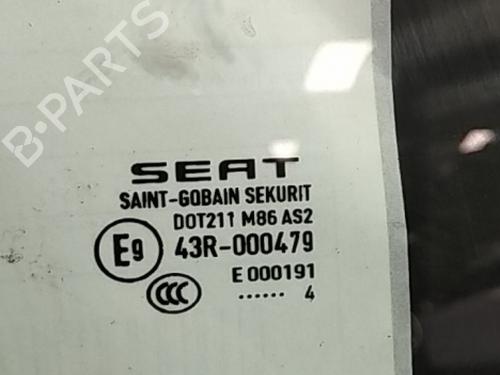 B-PARTS
SEAT
SAINT-GOBAIN SEKURIT
DOT211 M86 AS2
E9 43R-000479
E 000191
CCC ...... 4